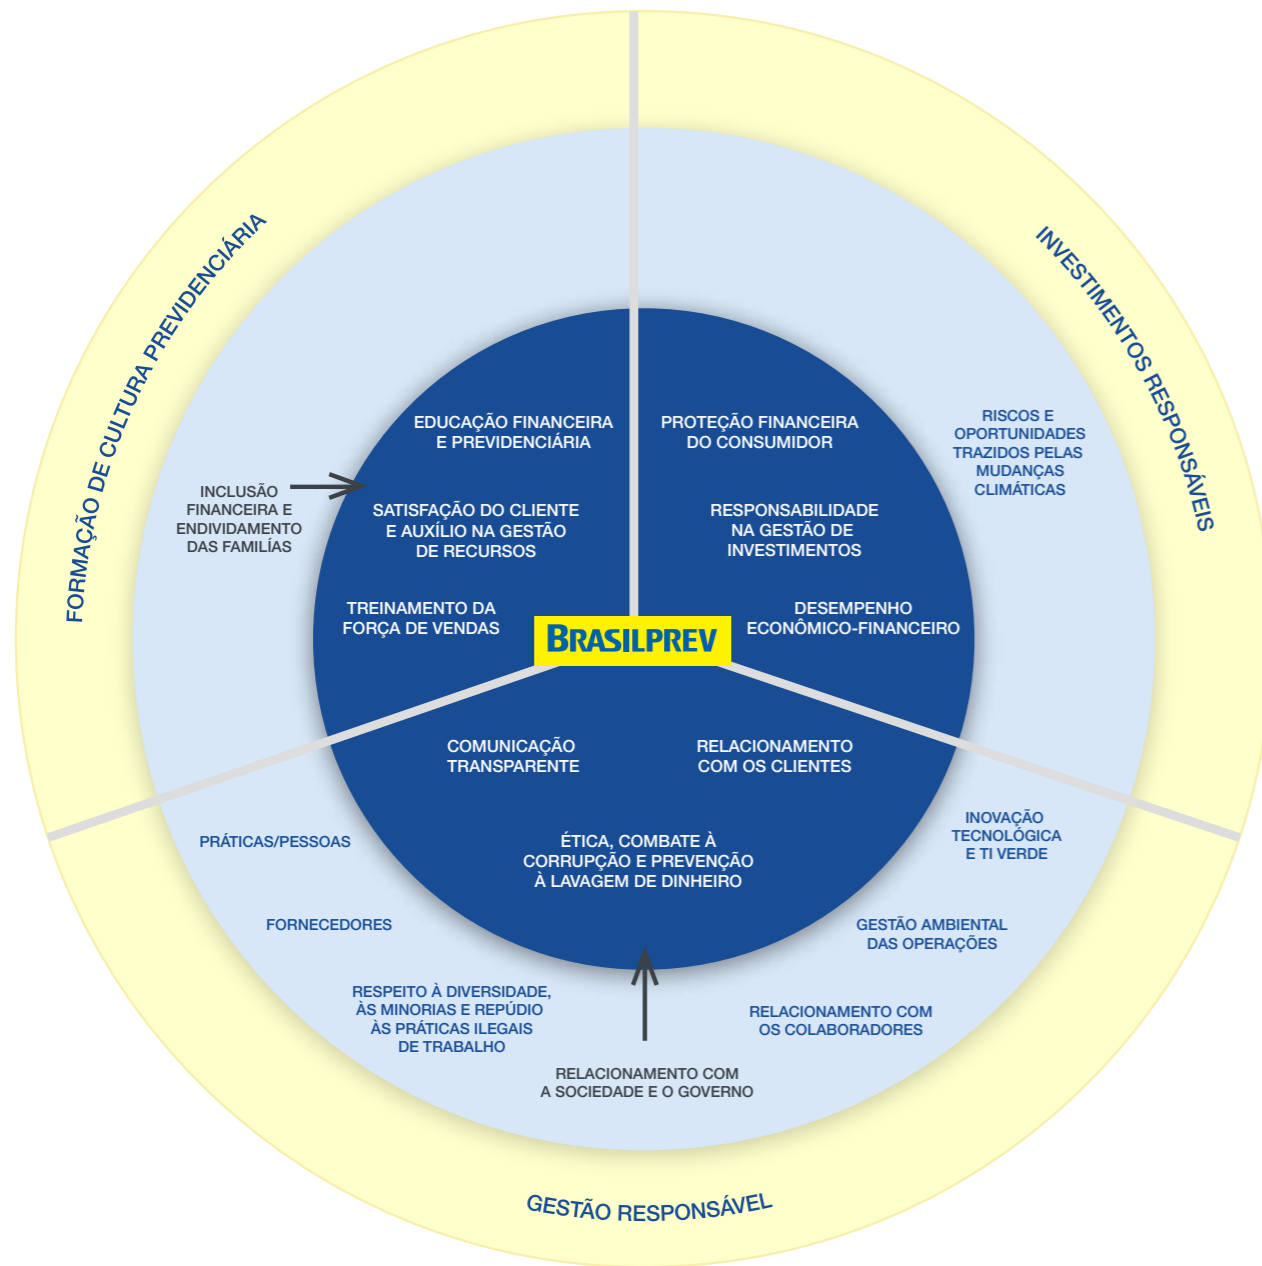 FORMAÇÃO DE CULTURA PREVIDENCIÁRIA
INVESTIMENTOS RESPONSÁVEIS
EDUCAÇÃO FINANCEIRA
E PREVIDENCIÁRIA
PROTEÇÃO FINANCEIRA
DO CONSUMIDOR
RISCOS E
OPORTUNIDADES
TRAZIDOS PELAS
MUDANÇAS
CLIMÁTICAS
INCLUSÃO
FINANCEIRA E
ENDIVIDAMENTO
DAS FAMILÍAS
SATISFAÇÃO DO CLIENTE
E AUXÍLIO NA GESTÃO
DE RECURSOS
RESPONSABILIDADE
NA GESTÃO DE
INVESTIMENTOS
TREINAMENTO DA
FORÇA DE VENDAS
DESEMPENHO
ECONÔMICO-FINANCEIRO
BRASILPREV
COMUNICAÇÃO
TRANSPARENTE
RELACIONAMENTO
COM OS CLIENTES
PRÁTICAS/PESSOAS
ÉTICA, COMBATE À
CORRUPÇÃO E PREVENÇÃO
À LAVAGEM DE DINHEIRO
INOVAÇÃO
TECNOLÓGICA
E TI VERDE
FORNECEDORES
GESTÃO AMBIENTAL
DAS OPERAÇÕES
RESPEITO À DIVERSIDADE,
ÀS MINORIAS E REPÚDIO
ÀS PRÁTICAS ILEGAIS
DE TRABALHO
RELACIONAMENTO COM
OS COLABORADORES
RELACIONAMENTO COM
A SOCIEDADE E O GOVERNO
GESTÃO RESPONSÁVEL